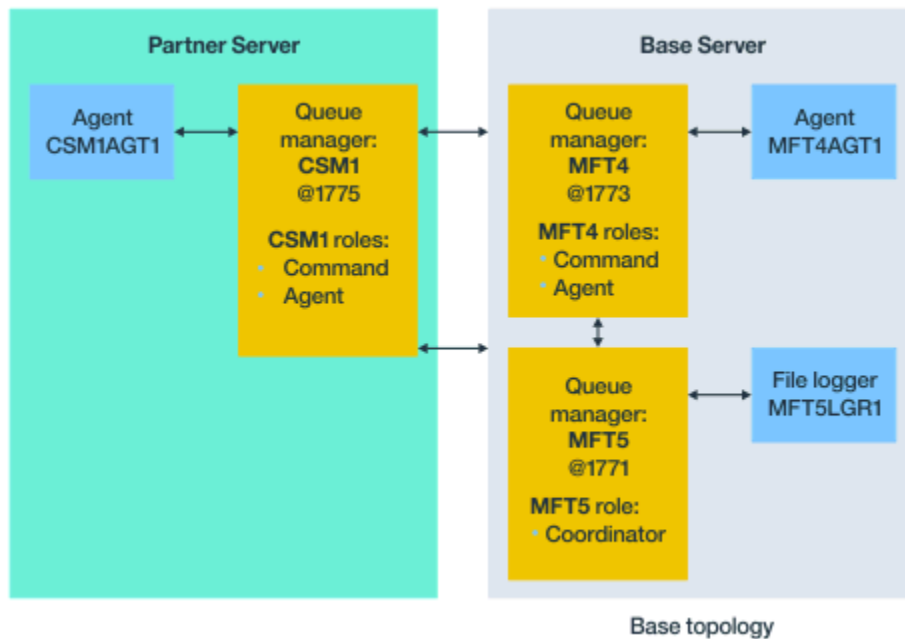 Partner Server
Agent
CSM1AGT1
Queue
manager:
CSM1
@1775
CSM1 roles:
• Command
• Agent
Base Server
Queue
manager:
MFT4
@1773
MFT4 roles:
• Command
• Agent
Agent
MFT4AGT1
Queue
manager:
MFT5
@1771
MFT5 role:
• Coordinator
File logger
MFT5LGR1
Base topology